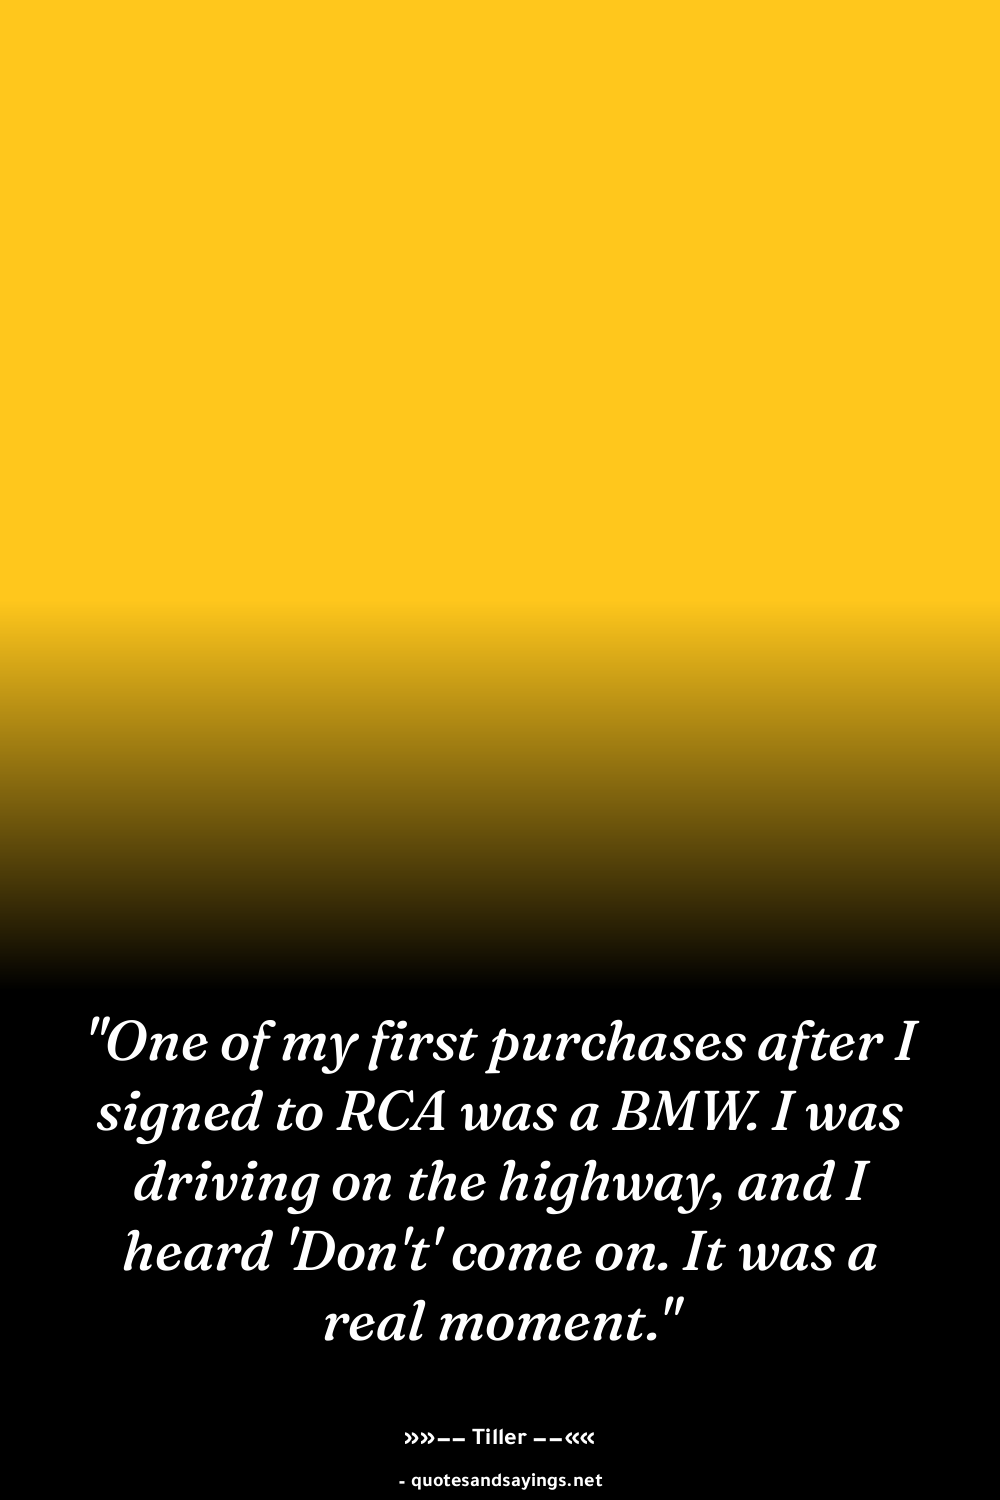 "One of my first purchases after I
signed to RCA was a BMW. I was
driving on the highway, and I
heard 'Don't' come on. It was a
real moment."
»»−− Tiller −−««
- quotesandsayings.net